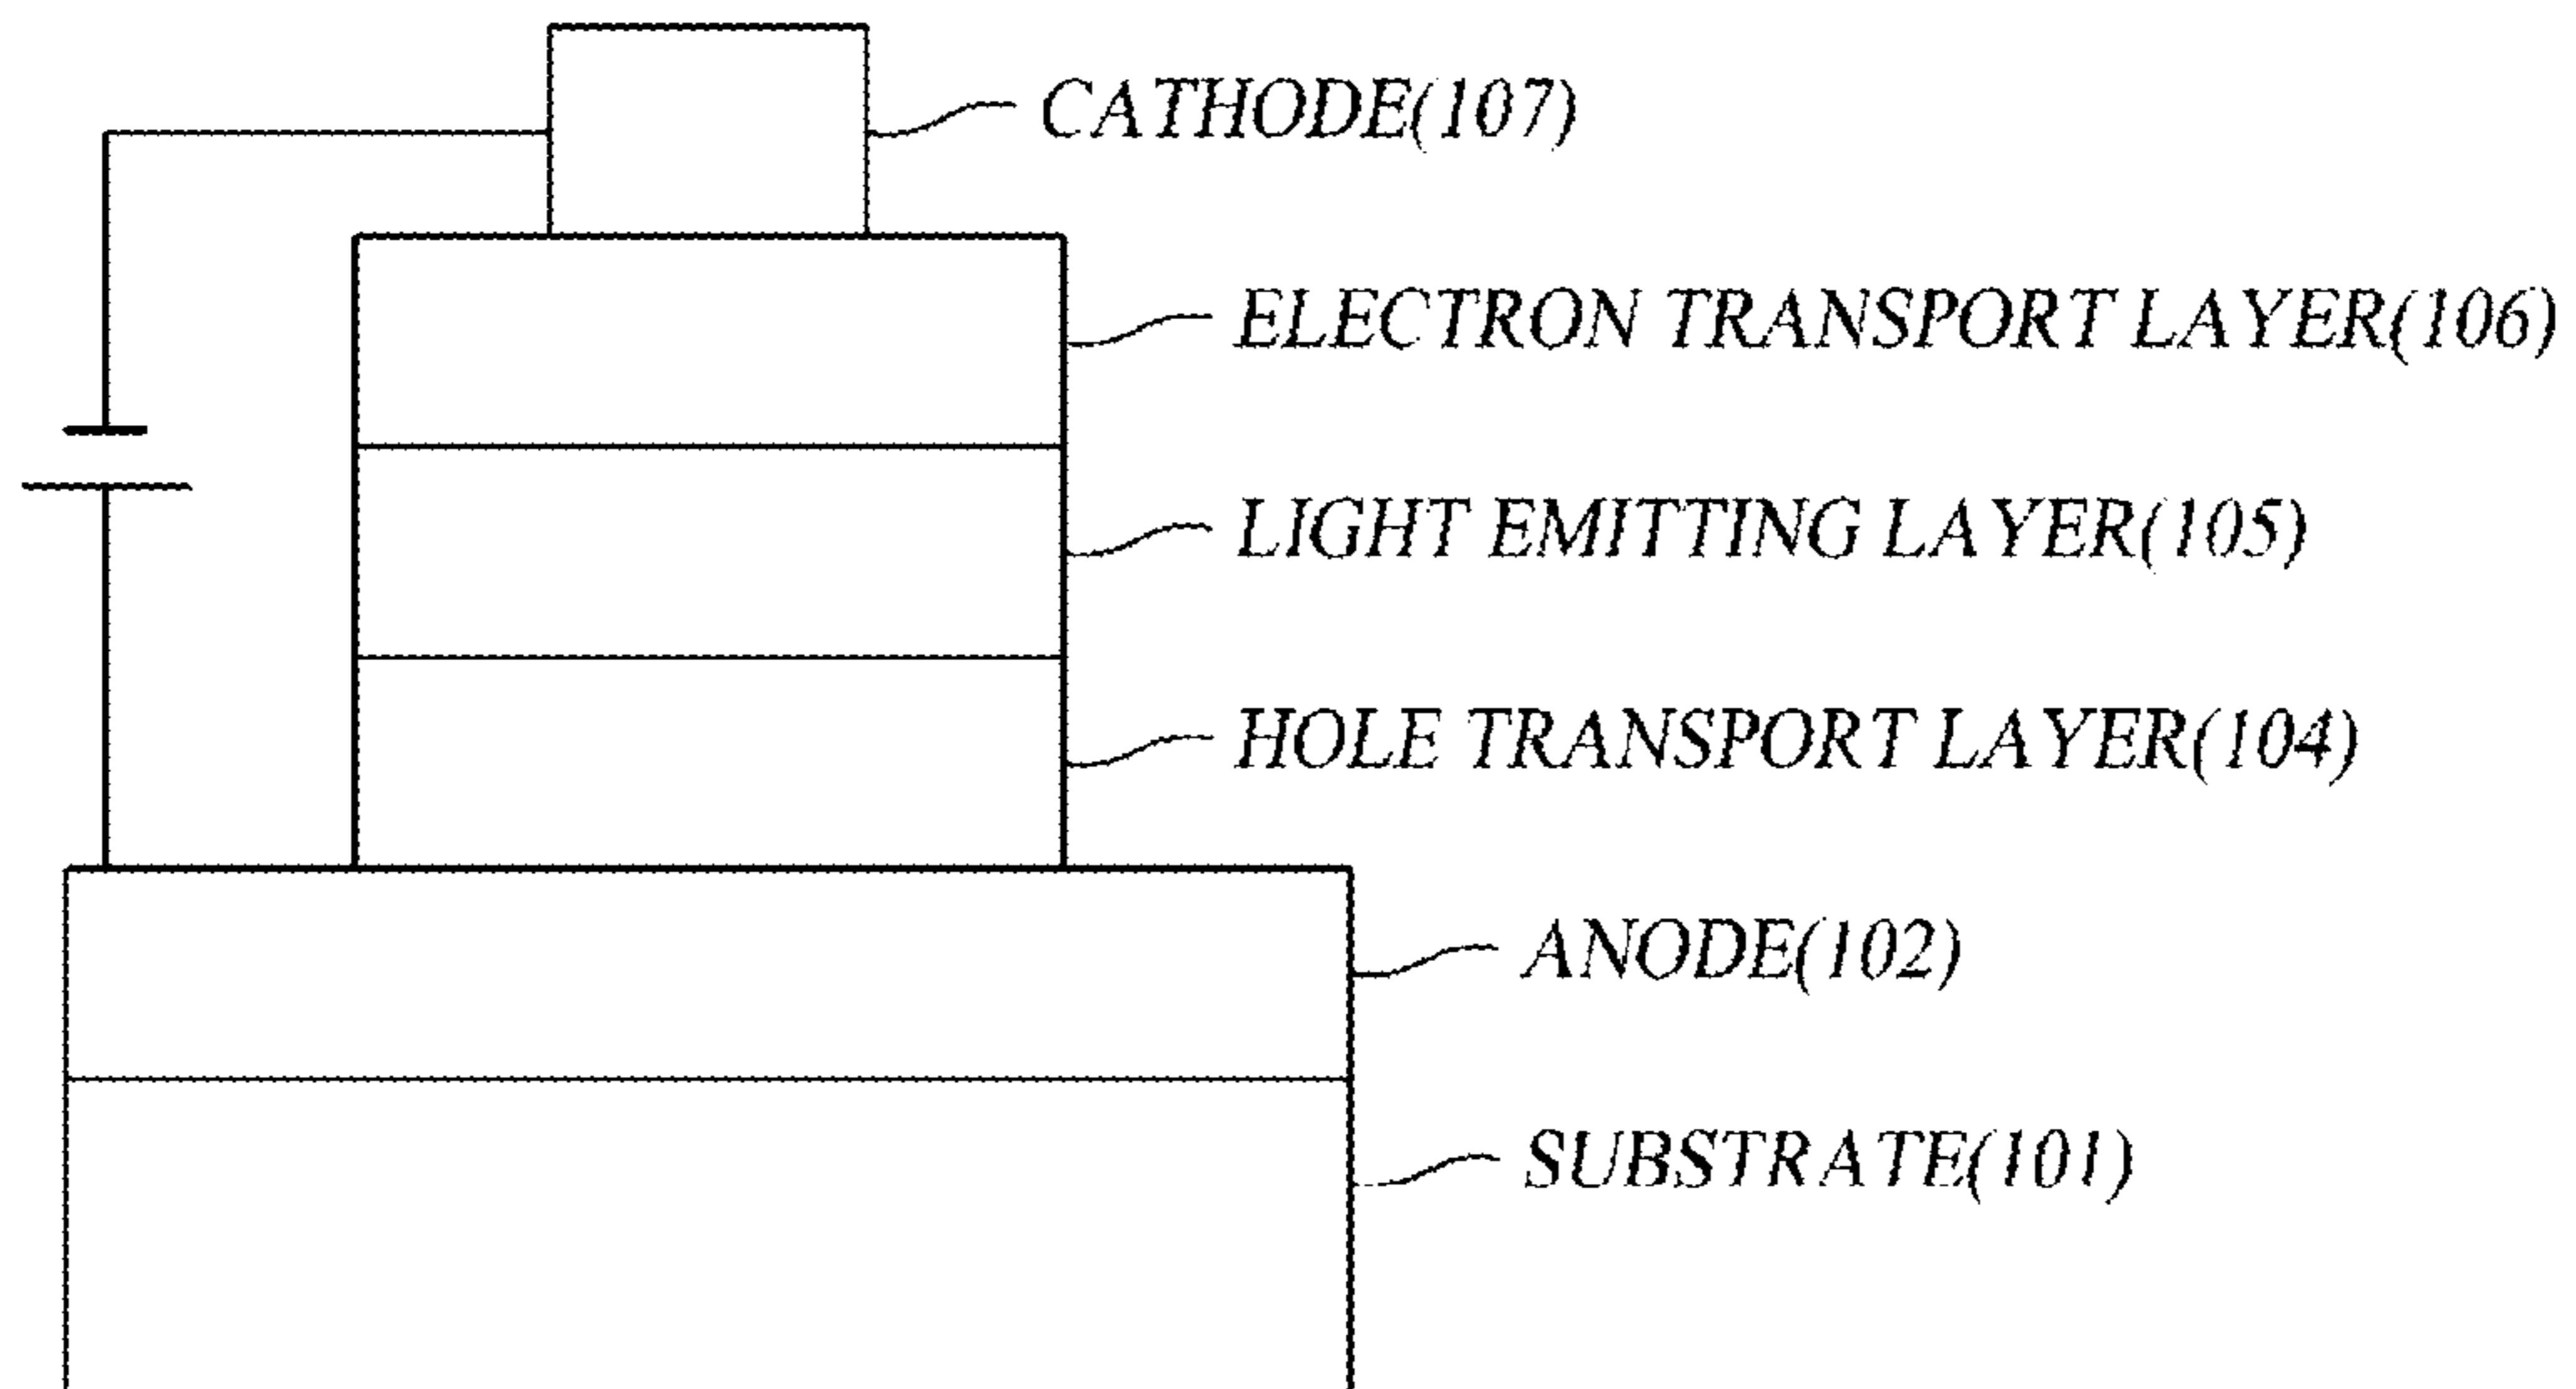 CATHODE(107)
ELECTRON TRANSPORT LAYER(106)
LIGHT EMITTING LAYER(105)
HOLE TRANSPORT LAYER(104)
ANODE(102)
SUBSTRATE(101)